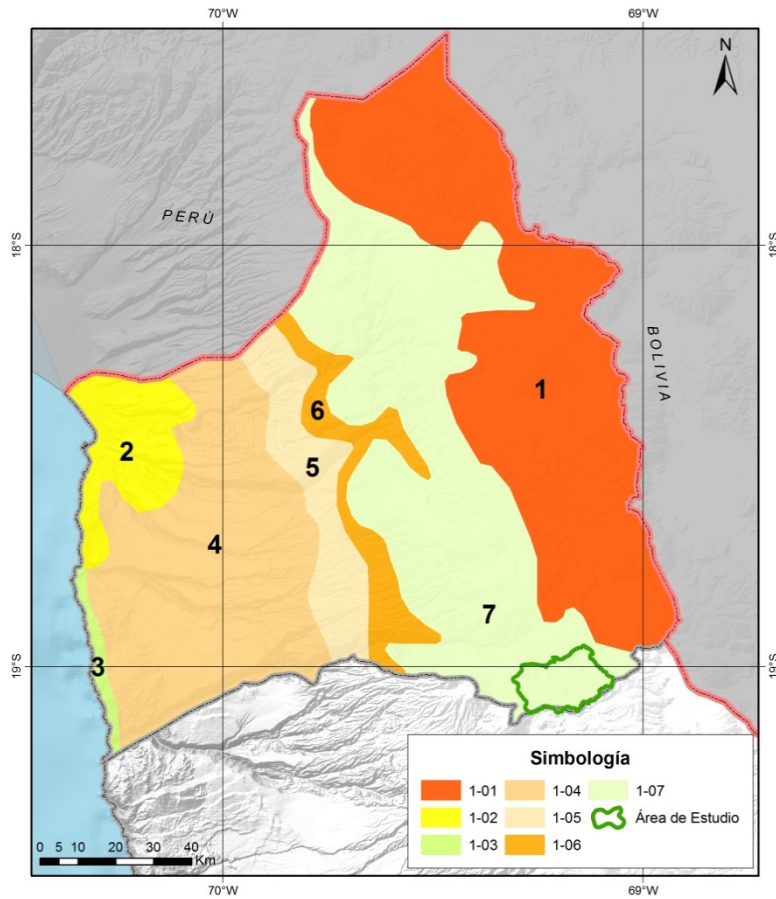 70°W 69°W
N
PERÚ
18°S 18°S
BOLIVIA
1
6
2
5
4
7
3
19°S 19°S
Simbología
1-01 1-04 1-07
1-02 1-05 Área de Estudio
1-03 1-06
0 5 10 20 30 40
Km
70°W 69°W